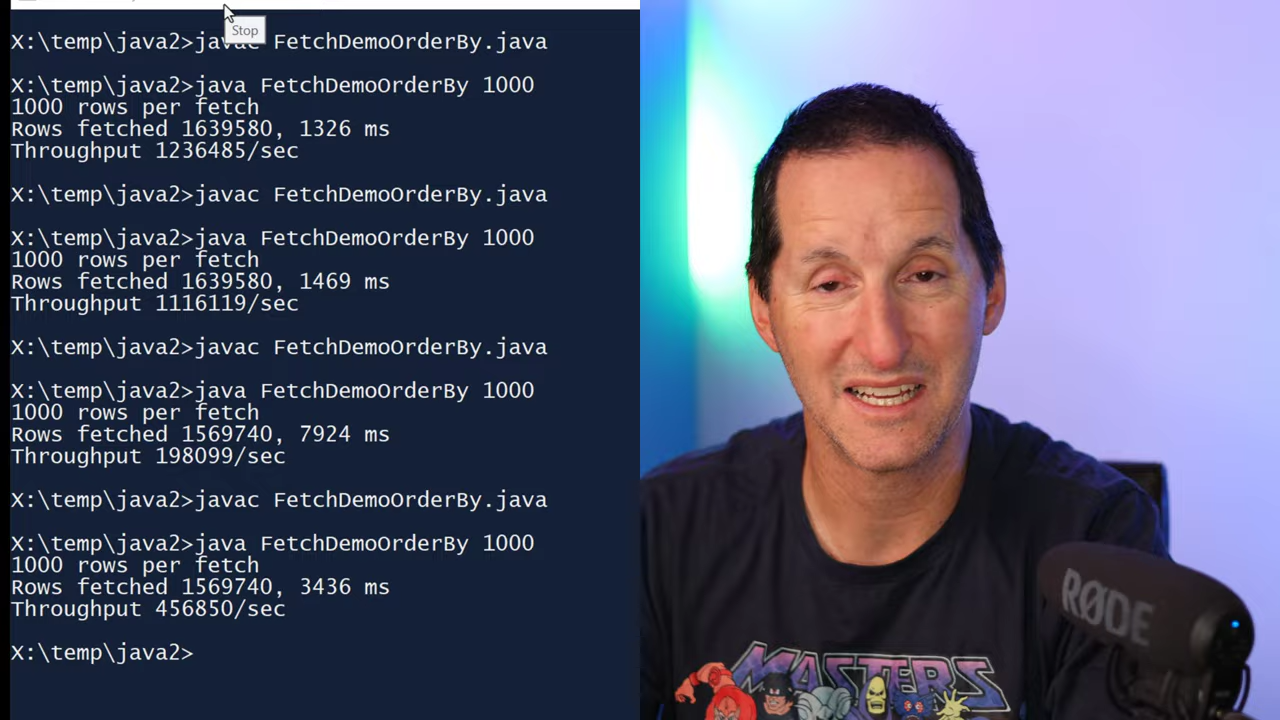 Stop
X:\temp\java2>javac FetchDemoOrderBy.java
X:\temp\java2>java FetchDemoOrderBy 1000
1000 rows per fetch
Rows fetched 1639580, 1326 ms
Throughput 1236485/sec
X:\temp\java2>javac FetchDemoOrderBy.java
X:\temp\java2>java FetchDemoOrderBy 1000
1000 rows per fetch
Rows fetched 1639580, 1469 ms
Throughput 1116119/sec
X:\temp\java2>javac FetchDemoOrderBy.java
X:\temp\java2>java FetchDemoOrderBy 1000
1000 rows per fetch
Rows fetched 1569740, 7924 ms
Throughput 198099/sec
X:\temp\java2>javac FetchDemoOrderBy.java
X:\temp\java2>java FetchDemoOrderBy 1000
1000 rows per fetch
Rows fetched 1569740, 3436 ms
Throughput 456850/sec
X:\temp\java2>
RØDE
MASTERS